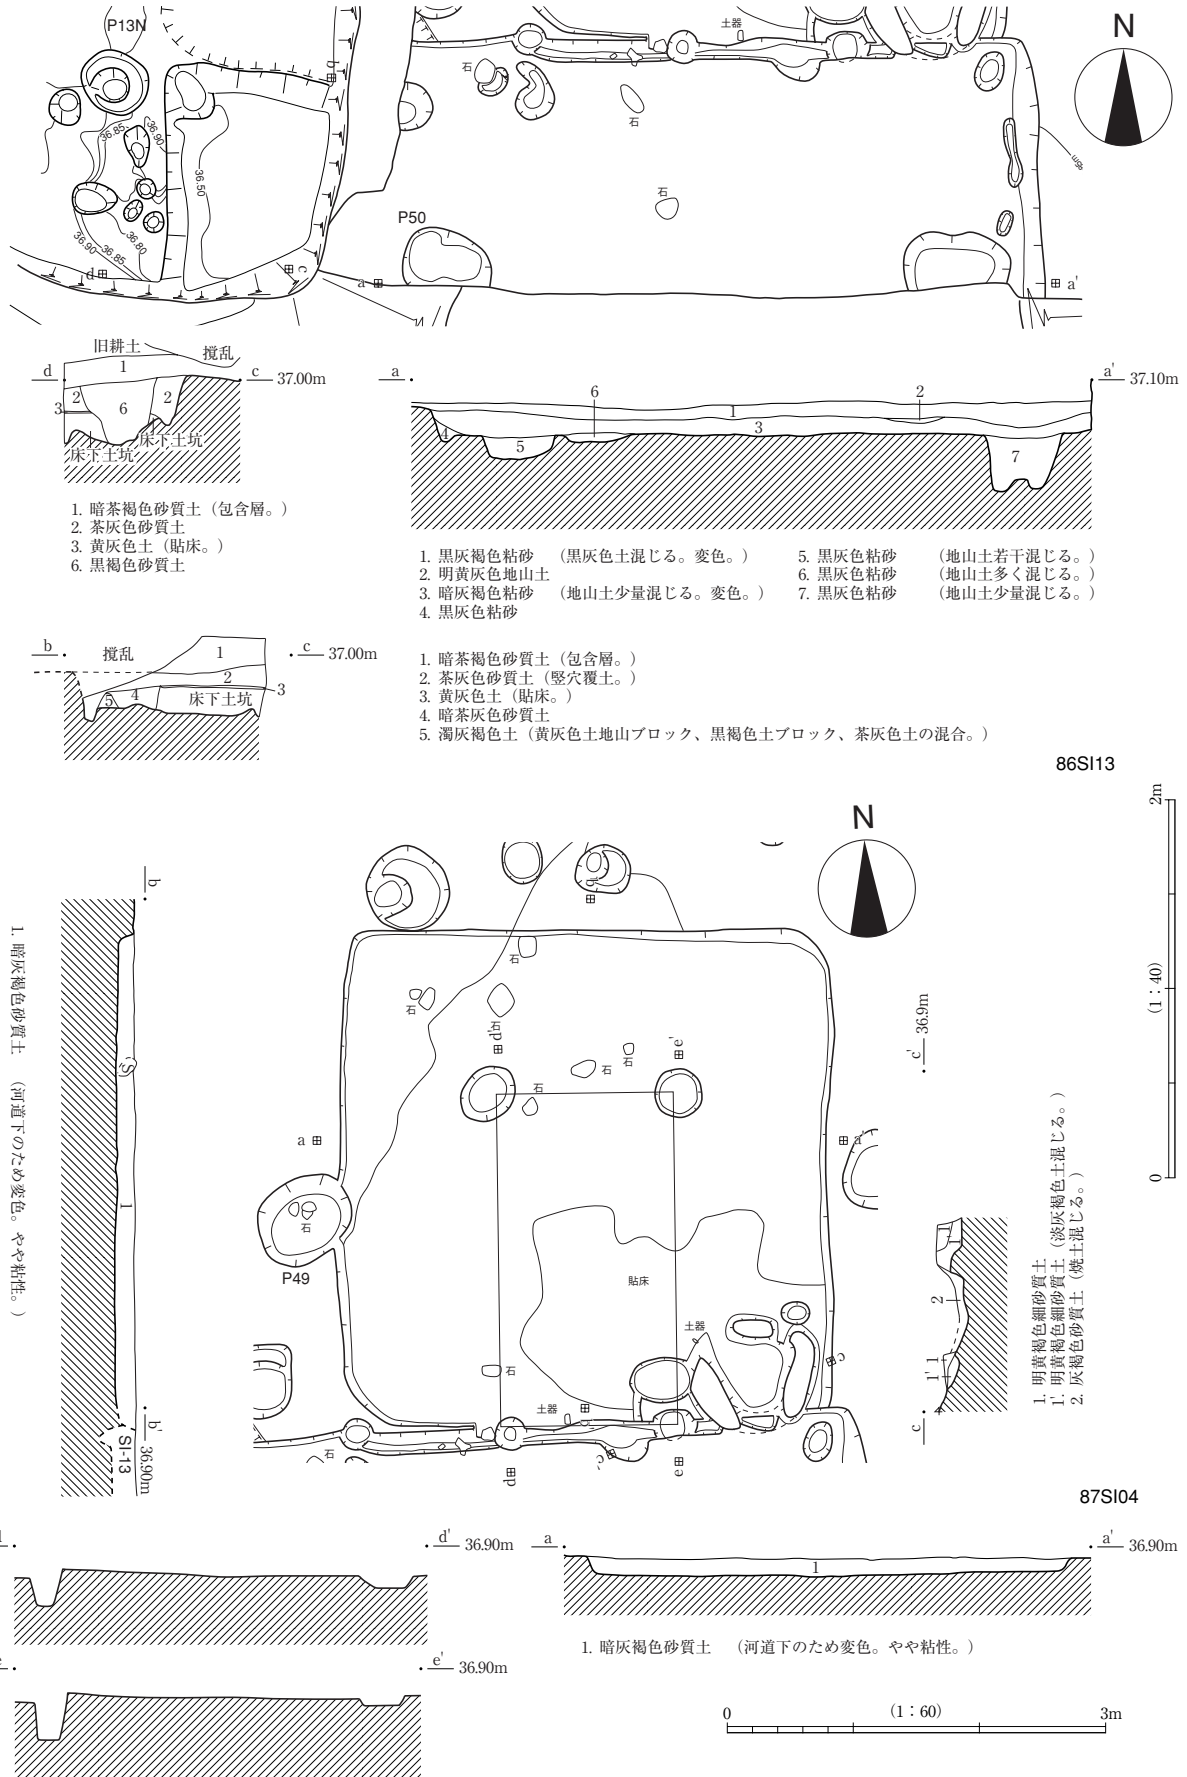 P13N
b
土器
N
石
石
36.85
36.90
36.50
石
45m
36.90
36.85
36.80
P50
d
c
a
a'
旧耕土
撹乱
d
1
c 37.00m
2
2
3
6
床下土坑
床下土坑
a
a' 37.10m
6
2
1
3
4
5
7
1. 暗茶褐色砂質土（包含層。）
2. 茶灰色砂質土
3. 黄灰色土（貼床。）
6. 黒褐色砂質土
1. 黒灰褐色粘砂　（黒灰色土混じる。変色。）
2. 明黄灰色地山土
3. 暗灰褐色粘砂　（地山土少量混じる。変色。）
4. 黒灰色粘砂
5. 黒灰色粘砂　（地山土若干混じる。）
6. 黒灰色粘砂　（地山土多く混じる。）
7. 黒灰色粘砂　（地山土少量混じる。）
b
撹乱
1
c 37.00m
2
3
5
4
床下土坑
1. 暗茶褐色砂質土（包含層。）
2. 茶灰色砂質土（竪穴覆土。）
3. 黄灰色土（貼床。）
4. 暗茶灰色砂質土
5. 濁灰褐色土（黄灰色土地山ブロック、黒褐色土ブロック、茶灰色土の混合。）
86SI13
2m
（1：40）
0
N
b
1. 暗灰褐色砂質土　（河道下のため変色。やや粘性。）
S
1
b' 36.90m
SI-13
b'
石
石
石
d'
e'
石
石
石
a
a'
石
P49
貼床
土器
石
c
土器
b
石
c'
d
e
c' 36.9m
1
1'
2
1
1'
c
1. 明黄褐色細砂質土
1'. 明黄褐色細砂質土（淡灰褐色土混じる。）
2. 灰褐色砂質土（焼土混じる。）
87SI04
d' 36.90m
a
a' 36.90m
1
1. 暗灰褐色砂質土　（河道下のため変色。やや粘性。）
e
e' 36.90m
0
（1：60）
3m